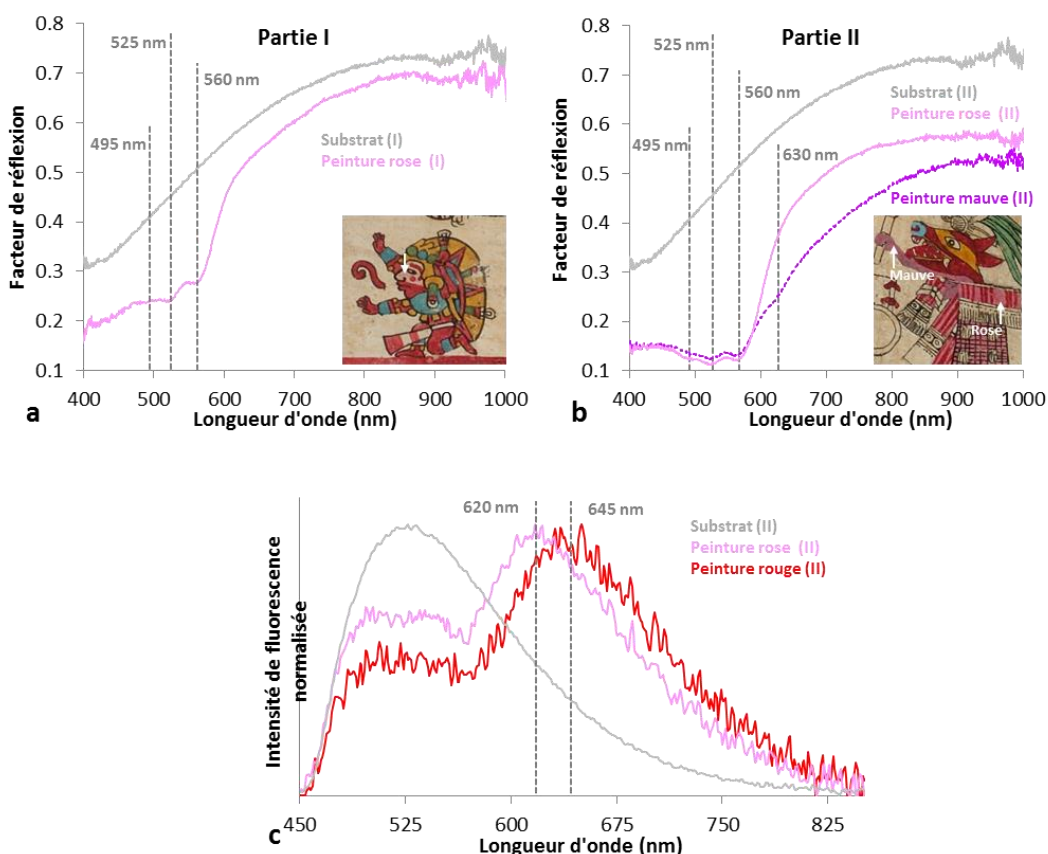 Partie I
Facteur de réflexion
0.8
0.7
0.6
0.5
0.4
0.3
0.2
0.1
525 nm
560 nm
495 nm
Substrat (I)
Peinture rose (I)
400
500
600
700
800
900
1000
a
Longueur d'onde (nm)
Partie II
Facteur de réflexion
0.8
0.7
0.6
0.5
0.4
0.3
0.2
0.1
525 nm
560 nm
495 nm
630 nm
Substrat (II)
Peinture rose (II)
Peinture mauve (II)
Mauve
Rose
400
500
600
700
800
900
1000
b
Longueur d'onde (nm)
Intensité de fluorescence
normalisée
620 nm
645 nm
Substrat (II)
Peinture rose (II)
Peinture rouge (II)
450
525
600
675
750
825
c
Longueur d'onde (nm)